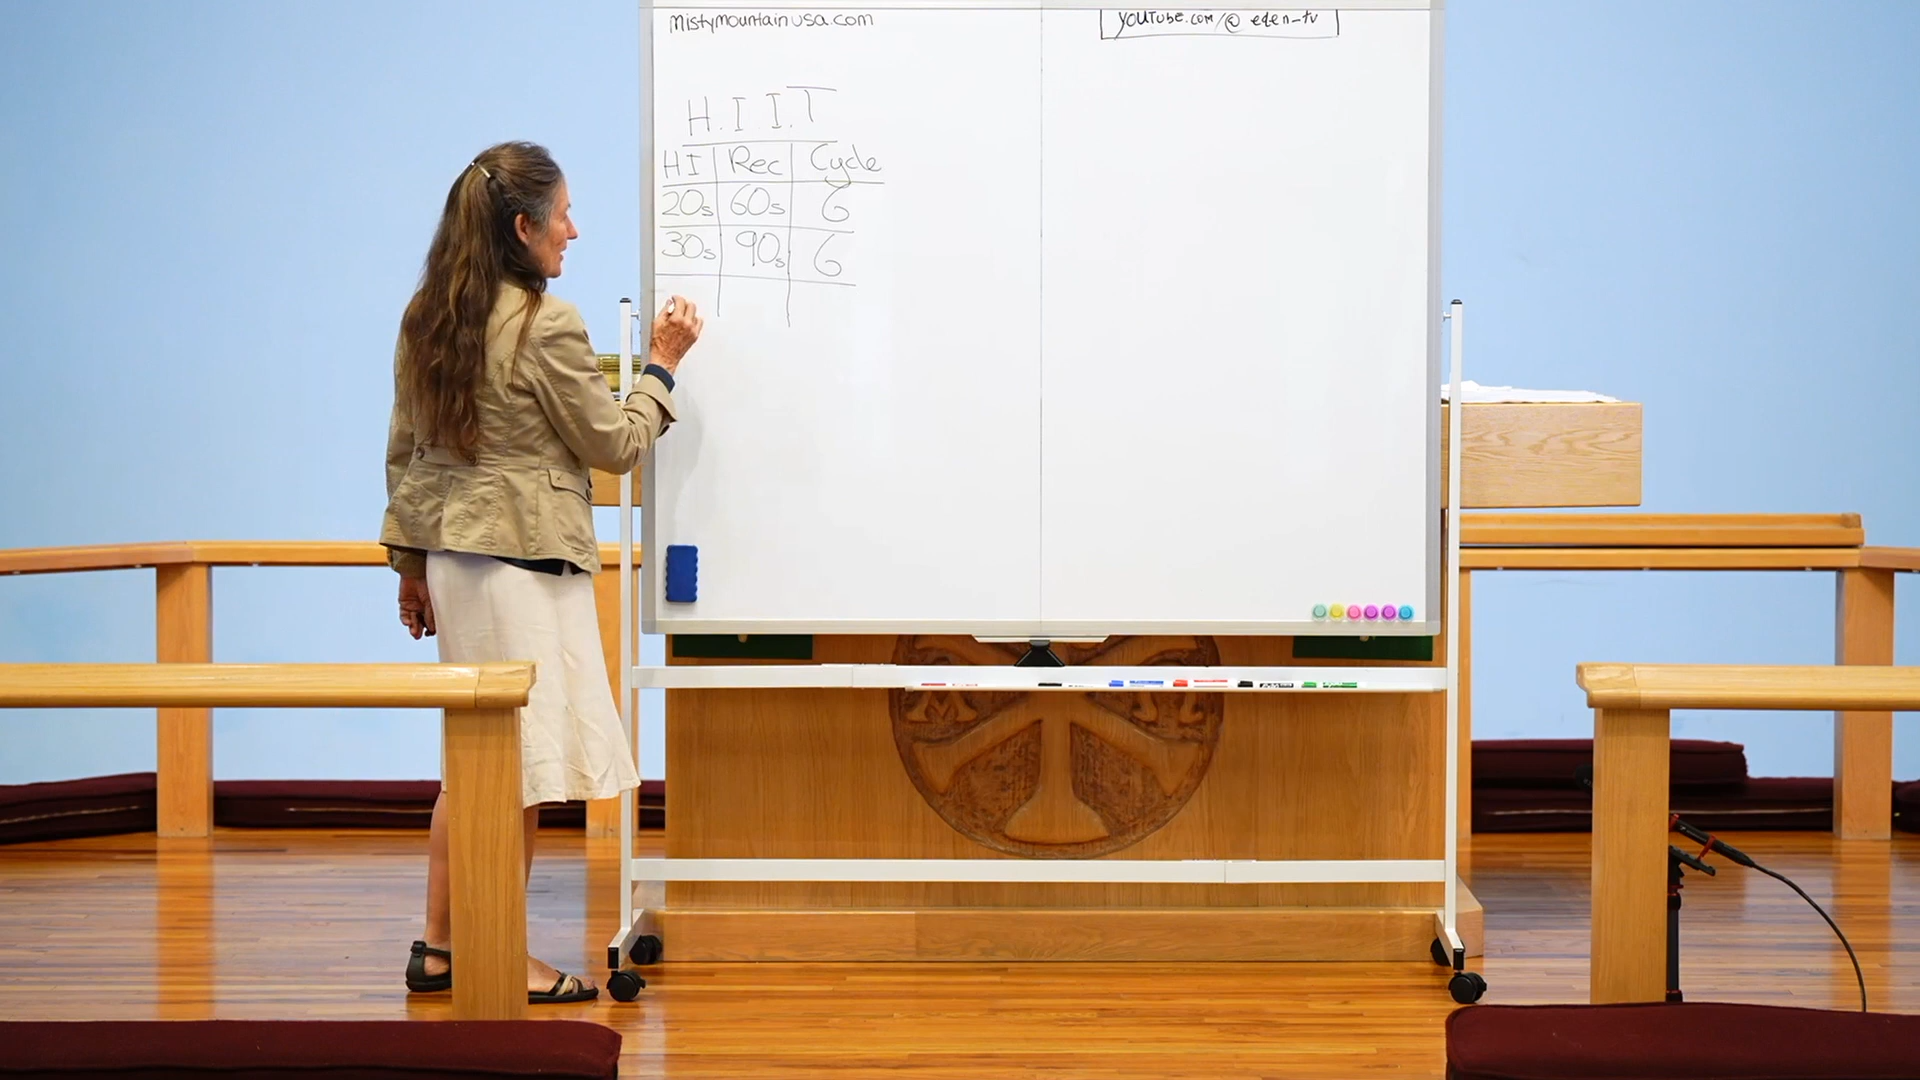 mistymountainusa.com
youTube.com/@eden-tv
H.I.I.T
HI Rec Cycle
20s 60s 6
30s 90s 6